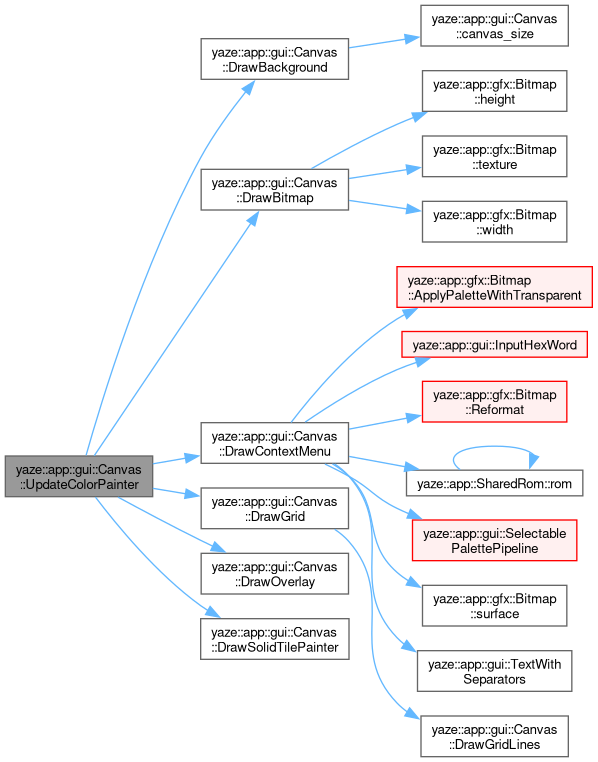 yaze::app::gui::Canvas
::UpdateColorPainter
yaze::app::gui::Canvas
::DrawBackground
yaze::app::gui::Canvas
::canvas_size
yaze::app::gui::Canvas
::DrawBitmap
yaze::app::gfx::Bitmap
::height
yaze::app::gfx::Bitmap
::texture
yaze::app::gfx::Bitmap
::width
yaze::app::gui::Canvas
::DrawContextMenu
yaze::app::gfx::Bitmap
::ApplyPaletteWithTransparent
yaze::app::gui::InputHexWord
yaze::app::gfx::Bitmap
::Reformat
yaze::app::SharedRom::rom
yaze::app::gui::Selectable
PalettePipeline
yaze::app::gfx::Bitmap
::surface
yaze::app::gui::TextWith
Separators
yaze::app::gui::Canvas
::DrawGrid
yaze::app::gui::Canvas
::DrawGridLines
yaze::app::gui::Canvas
::DrawOverlay
yaze::app::gui::Canvas
::DrawSolidTilePainter